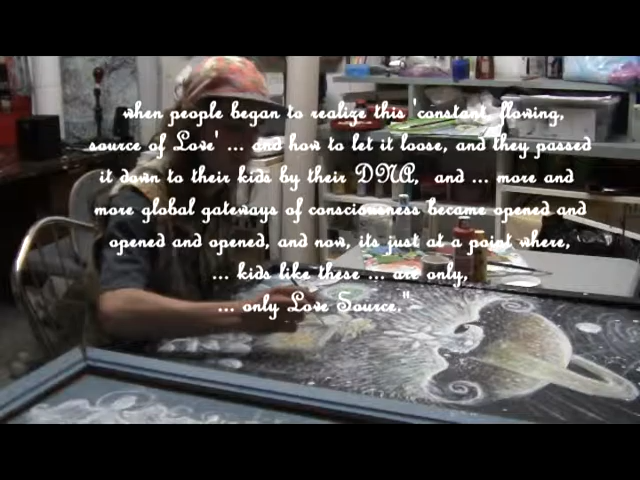 when people began to realize this 'constant, flowing,
source of Love' ... and how to let it loose, and they passed
it down to their kids by their DNA, and ... more and
more global gateways of consciousness became opened and
opened and opened, and now, its just at a point where,
... kids like these ... are only,
... only Love Source."